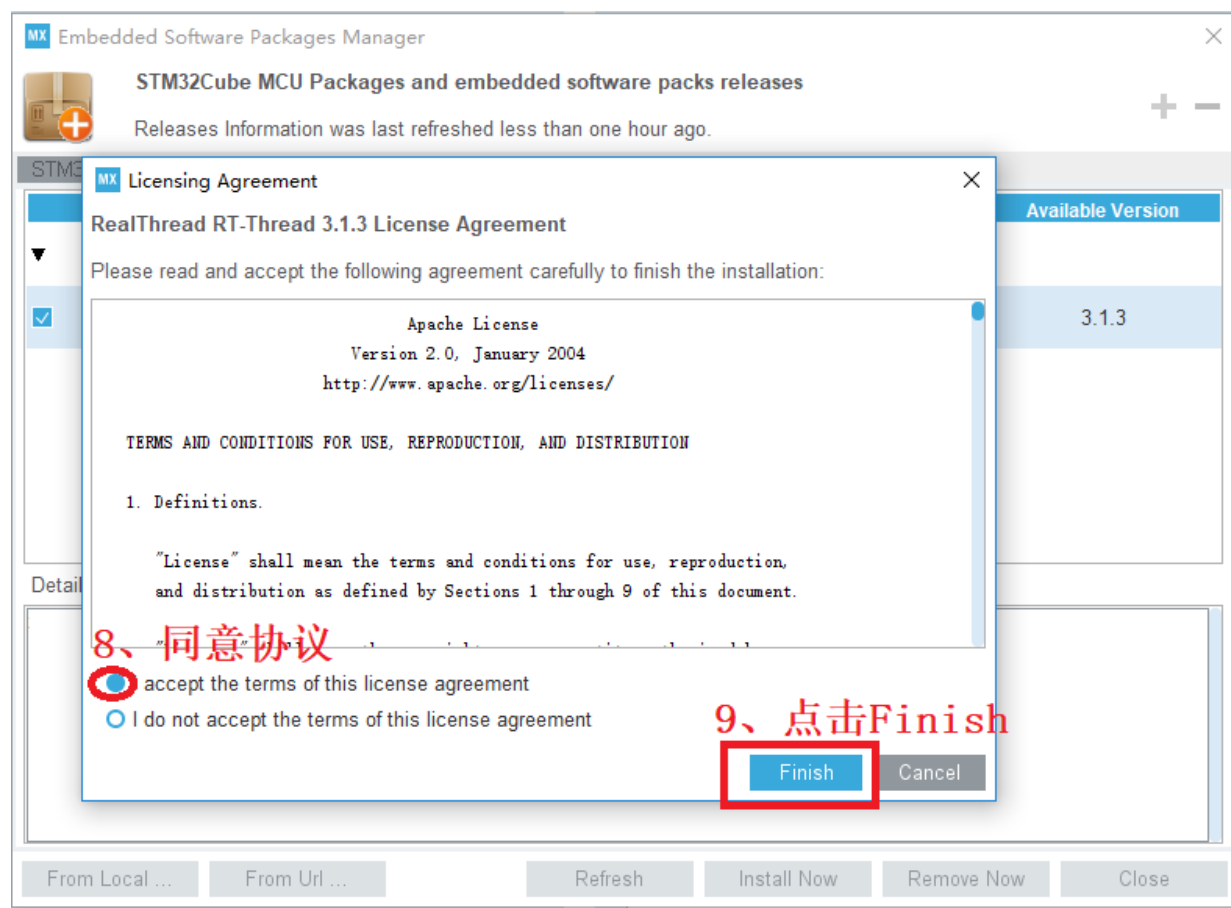 MX Embedded Software Packages Manager
STM32Cube MCU Packages and embedded software packs releases
Releases Information was last refreshed less than one hour ago.
STM3
MX Licensing Agreement
RealThread RT-Thread 3.1.3 License Agreement
Available Version
Please read and accept the following agreement carefully to finish the installation:
3.1.3
Apache License
Version 2.0, January 2004
http://www.apache.org/licenses/
TERMS AND CONDITIONS FOR USE, REPRODUCTION, AND DISTRIBUTION
1. Definitions.
"License" shall mean the terms and conditions for use, reproduction,
and distribution as defined by Sections 1 through 9 of this document.
Detail
8、同意协议
accept the terms of this license agreement
I do not accept the terms of this license agreement
9、点击Finish
Finish
Cancel
From Local ...
From Url ...
Refresh
Install Now
Remove Now
Close